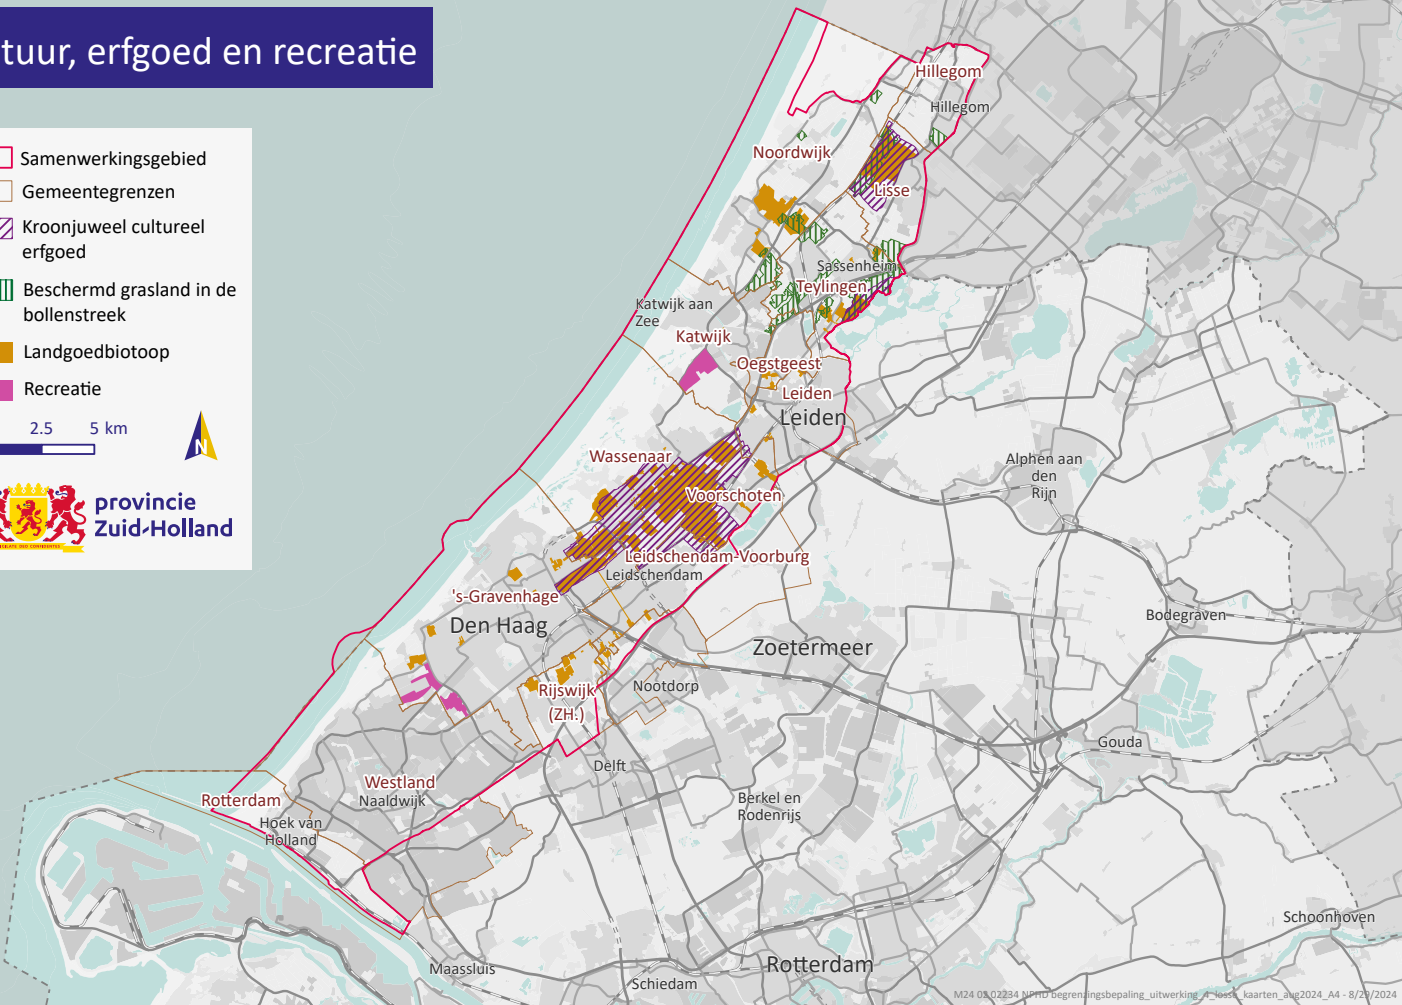 tuur, erfgoed en recreatie
Samenwerkingsgebied
Gemeentegrenzen
Kroonjuweel cultureel
erfgoed
Beschermd grasland in de
bollenstreek
Landgoedbiotoop
Recreatie
2.5 5 km
N
provincie
Zuid-Holland
Hillegom
Hillegom
Noordwijk
Lisse
Sassenheim
Teylingen
Katwijk aan
Zee
Katwijk
Oegstgeest
Leiden
Leiden
Wassenaar
Voorschoten
Alphen aan
den
Rijn
Leidschendam-Voorburg
Leidschendam
's-Gravenhage
Den Haag
Bodegraven
Zoetermeer
Nootdorp
Rijswijk
(ZH.)
Gouda
Delft
Westland
Naaldwijk
Rotterdam
Hoek van
Holland
Berkel en
Rodenrijs
Schoonhoven
Maassluis
Rotterdam
Schiedam